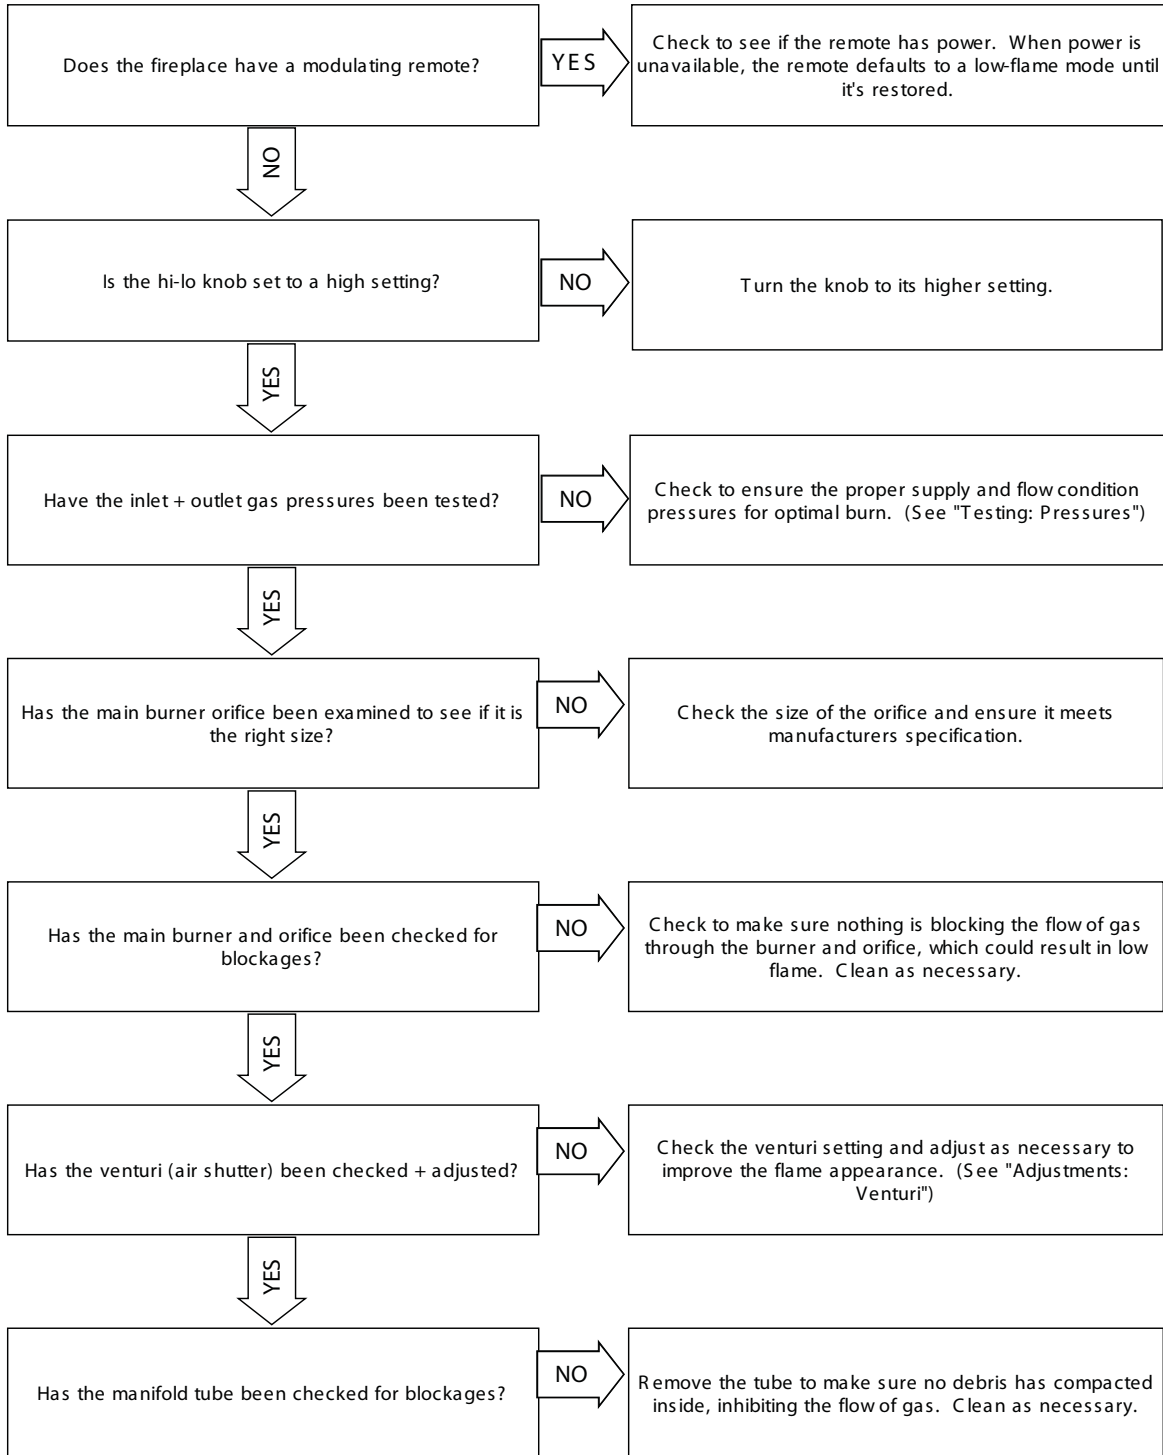 Does the fireplace have a modulating remote?
YES
Check to see if the remote has power. When power is
unavailable, the remote defaults to a low-flame mode until
it's restored.
NO
Is the hi-lo knob set to a high setting?
NO
Turn the knob to its higher setting.
YES
Have the inlet + outlet gas pressures been tested?
NO
Check to ensure the proper supply and flow condition
pressures for optimal burn. (See "Testing: Pressures")
YES
Has the main burner orifice been examined to see if it is
the right size?
NO
Check the size of the orifice and ensure it meets
manufacturers specification.
YES
Has the main burner and orifice been checked for
blockages?
NO
Check to make sure nothing is blocking the flow of gas
through the burner and orifice, which could result in low
flame. Clean as necessary.
YES
Has the venturi (air shutter) been checked + adjusted?
NO
Check the venturi setting and adjust as necessary to
improve the flame appearance. (See "Adjustments:
Venturi")
YES
Has the manifold tube been checked for blockages?
NO
Remove the tube to make sure no debris has compacted
inside, inhibiting the flow of gas. Clean as necessary.